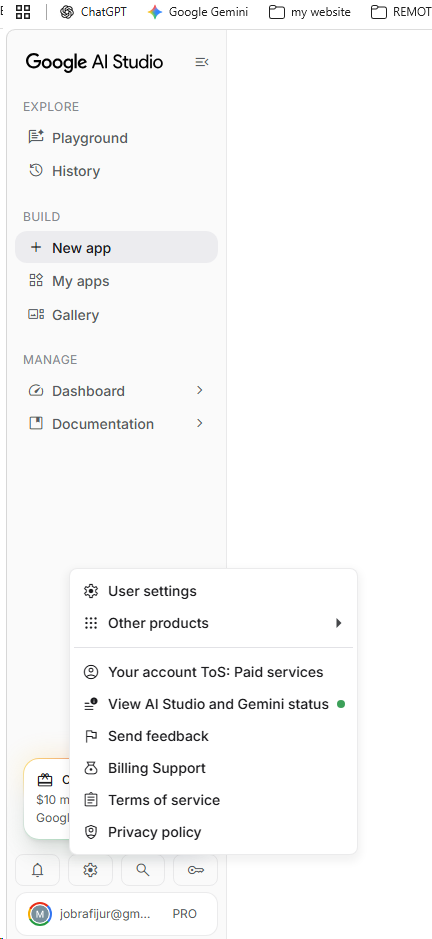 ChatGPT
Google Gemini
my website
REMOT
Google AI Studio
EXPLORE
Playground
History
BUILD
New app
My apps
Gallery
MANAGE
Dashboard
Documentation
User settings
Other products
Your account ToS: Paid services
View AI Studio and Gemini status
Send feedback
Billing Support
Terms of service
Privacy policy
$10 m
Googl
M
jobrafijur@gm...
PRO